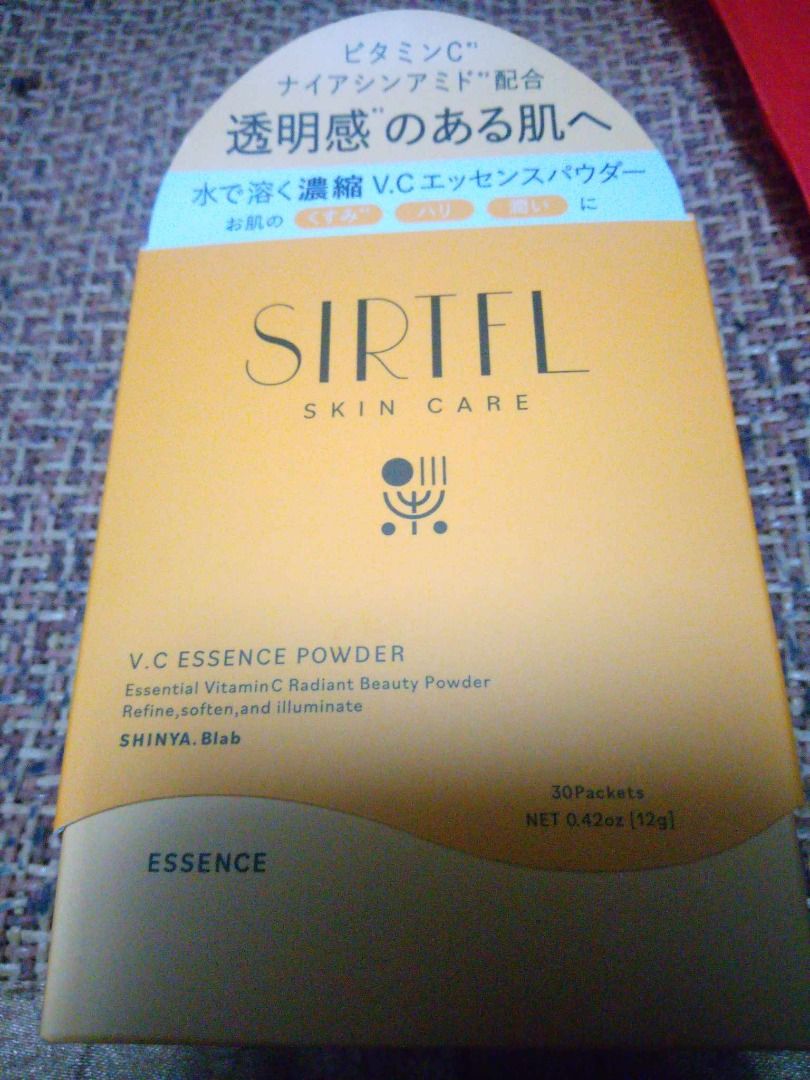 ビタミンC
ナイアシンアミド 配合
透明感 のある肌へ
水で溶く濃縮 V.Cエッセンスパウダー
お肌の くすみ ハリ 潤い に
SIRTFL
SKIN CARE
V.C ESSENCE POWDER
Essential VitaminC Radiant Beauty Powder
Refine,soften,and illuminate
SHINYA.Blab
30Packets
NET 0.42oz [12g]
ESSENCE